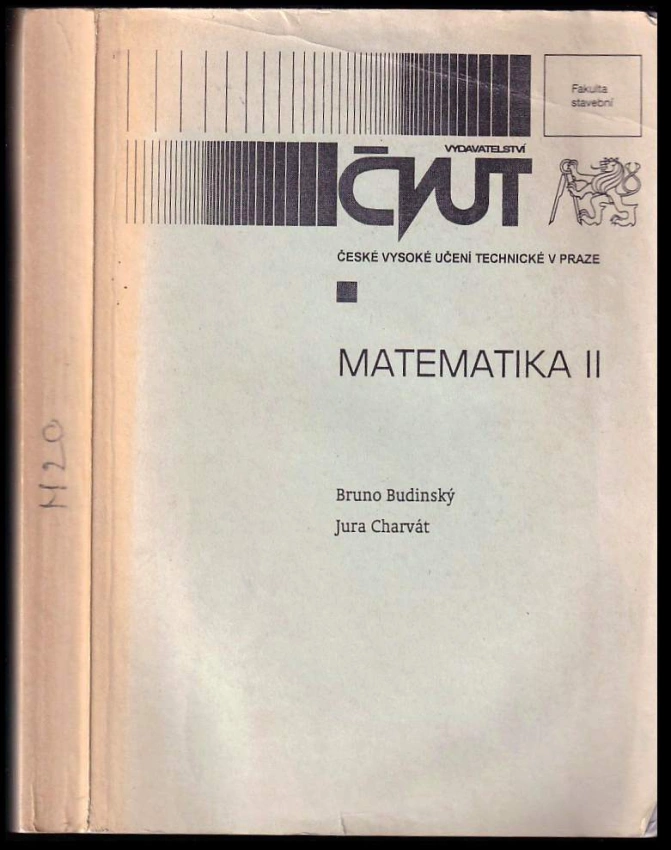 Fakulta
stavební
VYDAVATELSTVÍ
ČVUT
ČESKÉ VYSOKÉ UČENÍ TECHNICKÉ V PRAZE
MATEMATIKA II
Bruno Budinský
Jura Charvát
M20